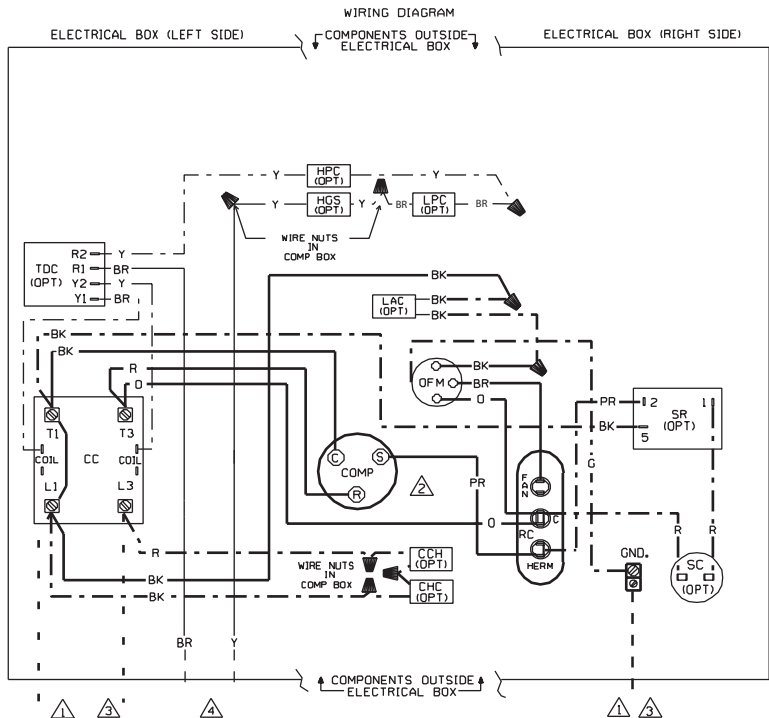 WIRING DIAGRAM
ELECTRICAL BOX (LEFT SIDE)
COMPONENTS OUTSIDE
ELECTRICAL BOX
ELECTRICAL BOX (RIGHT SIDE)
Y
HPC
(OPT)
Y
Y
HGS
(OPT)
Y
BR
LPC
(OPT)
BR
WIRE NUTS
IN
COMP BOX
TDC
(OPT)
R2
Y
R1
BR
Y2
Y
Y1
BR
BK
LAC
(OPT)
BK
BK
BK
BK
R
O
OFM
BK
BR
O
PR
2
1
SR
(OPT)
BK
5
T1
T3
CC
COIL
COIL
L1
L3
C
S
COMP
R
2
PR
FAN
G
O
RC
C
HERM
R
R
GND.
SC
(OPT)
R
WIRE NUTS
IN
COMP BOX
CCH
(OPT)
CHC
(OPT)
BK
BK
BR
Y
COMPONENTS OUTSIDE
ELECTRICAL BOX
1
3
4
1
3